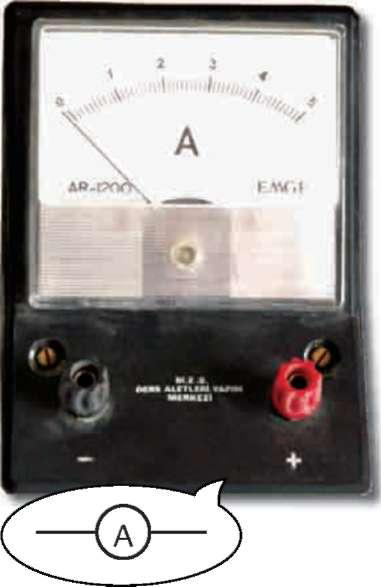 0 1 2 3 4 5
A
AR-1200 EMGE
M.E.B.
DERS ALETLERİ YAPIM
MERKEZİ
- +
A